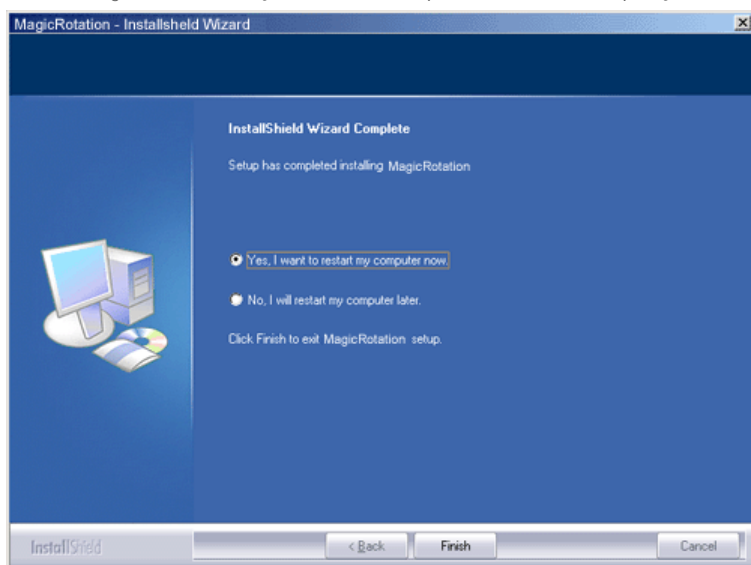 MagicRotation - Installsheld Wizard
InstallShield Wizard Complete
Setup has completed installing MagicRotation
Yes, I want to restart my computer now.
No, I will restart my computer later.
Click Finish to exit MagicRotation setup.
InstallShield
< Back Finish Cancel